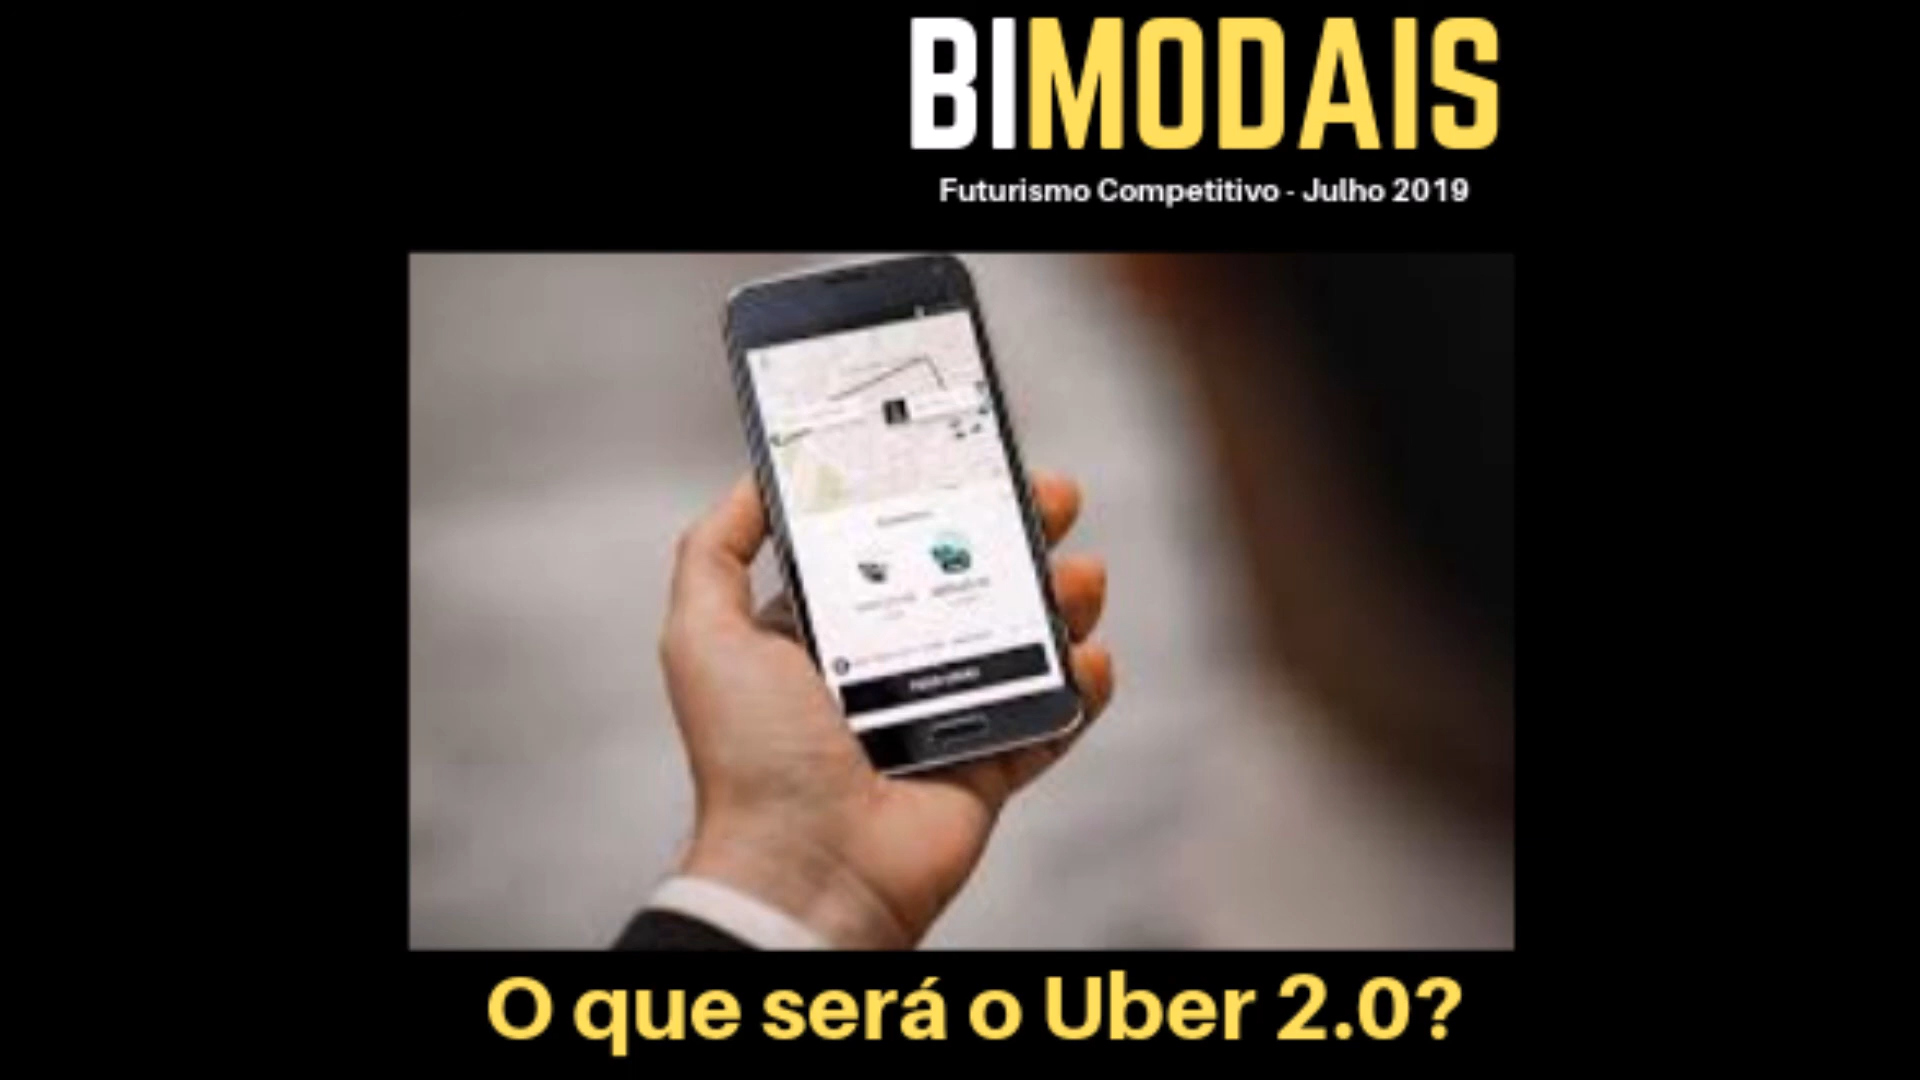 BIMODAIS
Futurismo Competitivo - Julho 2019
O que será o Uber 2.0?